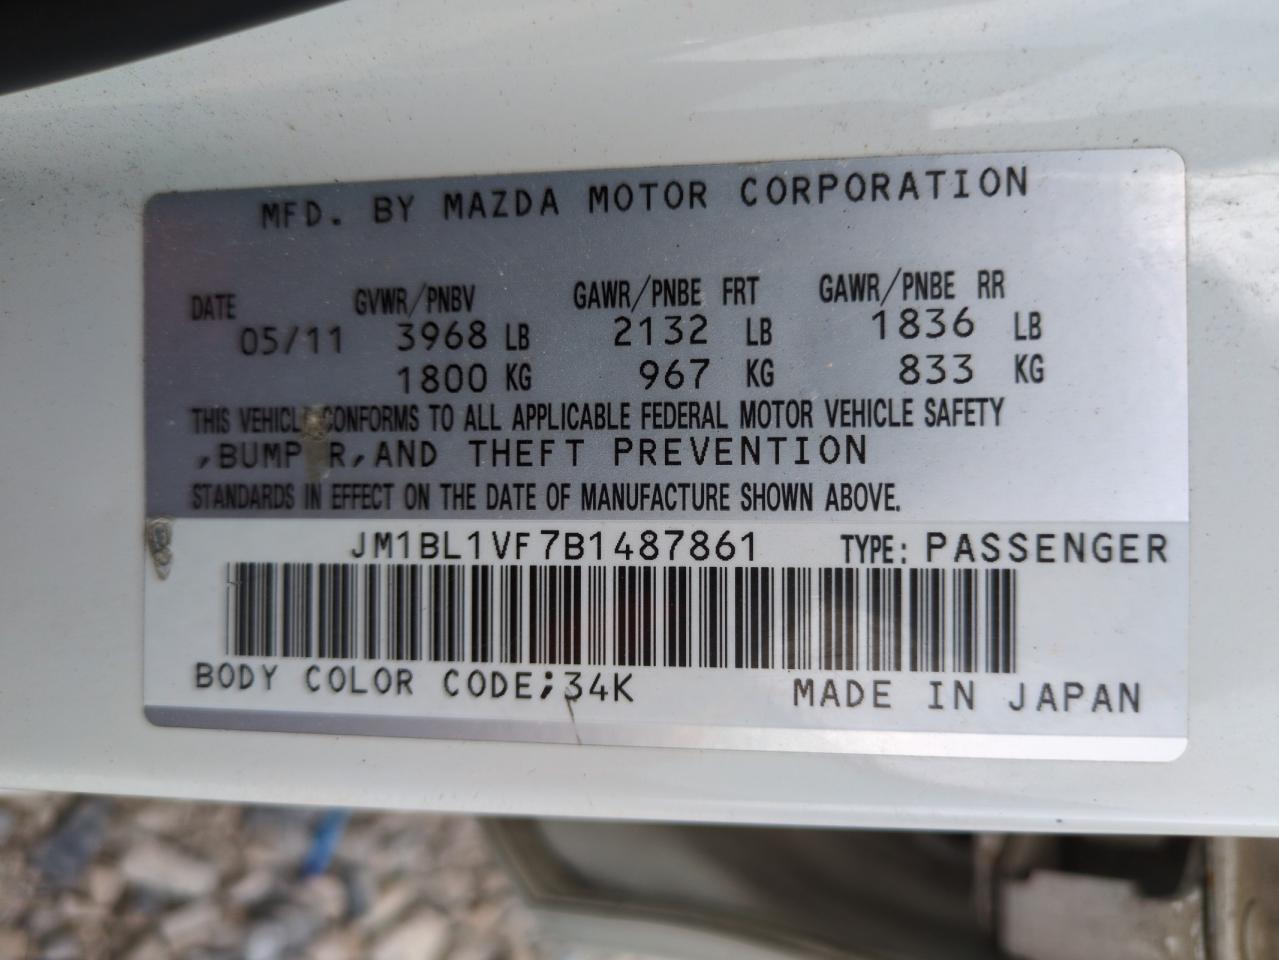 MFD. BY MAZDA MOTOR CORPORATION
DATE GVWR/PNBV GAWR/PNBE FRT GAWR/PNBE RR
05/11 3968 LB 2132 LB 1836 LB
1800 KG 967 KG 833 KG
THIS VEHICLE CONFORMS TO ALL APPLICABLE FEDERAL MOTOR VEHICLE SAFETY
,BUMPER,AND THEFT PREVENTION
STANDARDS IN EFFECT ON THE DATE OF MANUFACTURE SHOWN ABOVE.
JM1BL1VF7B1487861 TYPE: PASSENGER
BODY COLOR CODE;34K MADE IN JAPAN